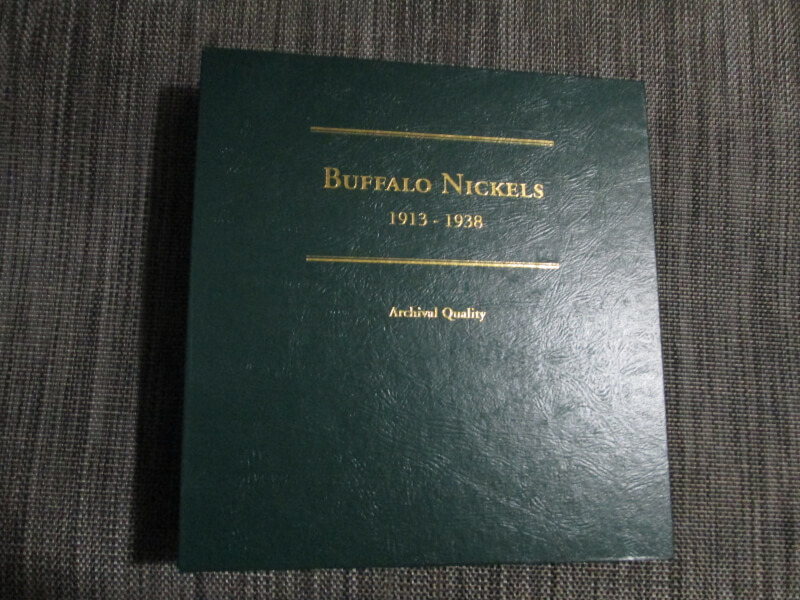 Buffalo Nickels
1913 - 1938
Archival Quality